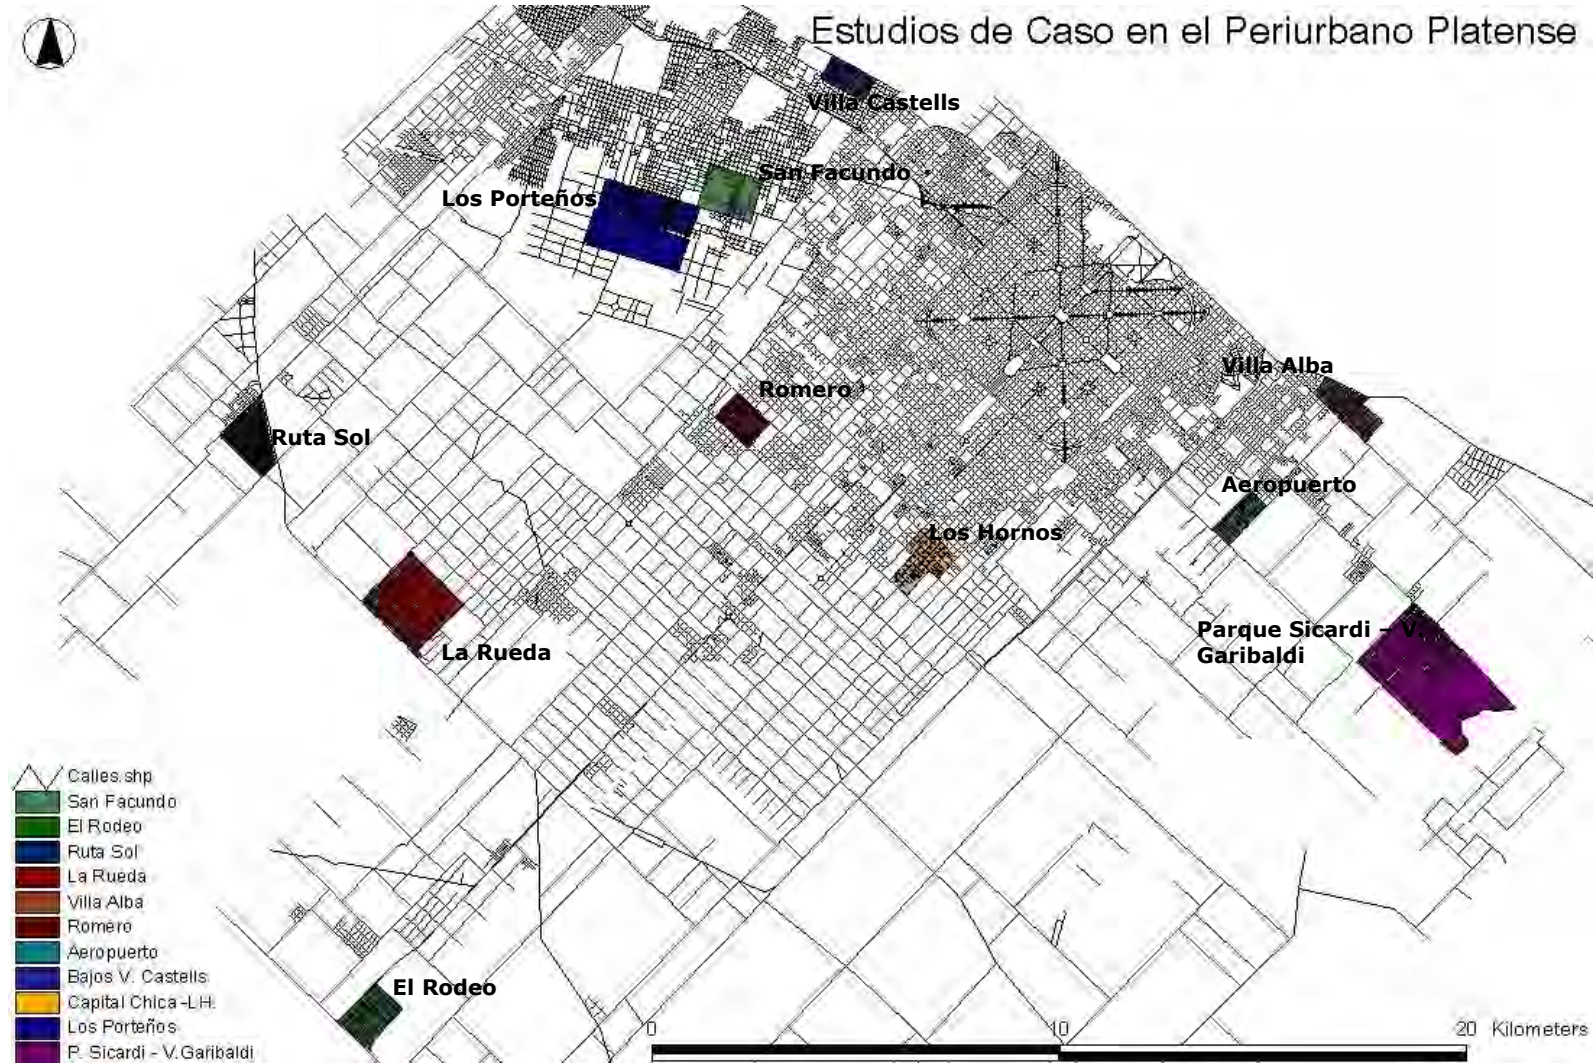 Estudios de Caso en el Periurbano Platense
Villa Castells
San Facundo
Los Porteños
Villa Alba
Romero
Ruta Sol
Aeropuerto
Los Hornos
Parque Sicardi – V.
Garibaldi
La Rueda
El Rodeo
Calles.shp
San Facundo
El Rodeo
Ruta Sol
La Rueda
Villa Alba
Romero
Aeropuerto
Bajos V. Castells
Capital Chica -LH.
Los Porteños
P. Sicardi - V.Garibaldi
0 10 20 Kilometers